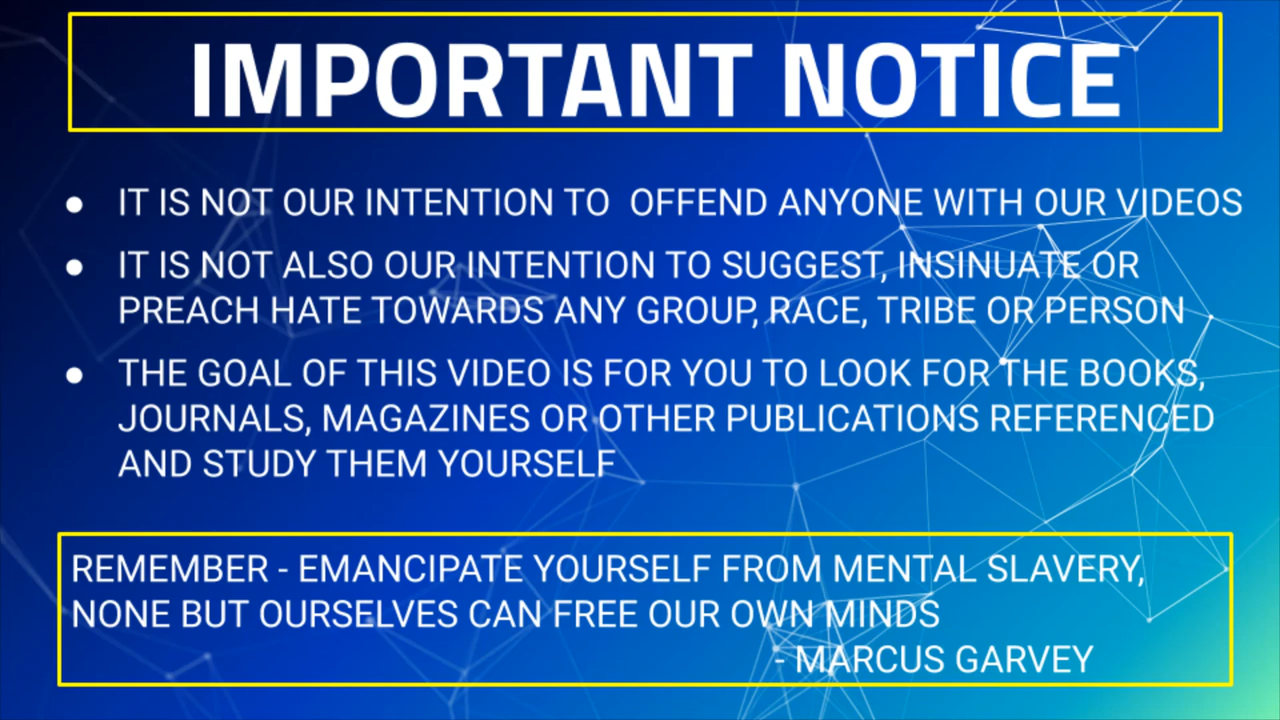 IMPORTANT NOTICE
● IT IS NOT OUR INTENTION TO OFFEND ANYONE WITH OUR VIDEOS
● IT IS NOT ALSO OUR INTENTION TO SUGGEST, INSINUATE OR
PREACH HATE TOWARDS ANY GROUP, RACE, TRIBE OR PERSON
● THE GOAL OF THIS VIDEO IS FOR YOU TO LOOK FOR THE BOOKS,
JOURNALS, MAGAZINES OR OTHER PUBLICATIONS REFERENCED
AND STUDY THEM YOURSELF
REMEMBER - EMANCIPATE YOURSELF FROM MENTAL SLAVERY,
NONE BUT OURSELVES CAN FREE OUR OWN MINDS
- MARCUS GARVEY